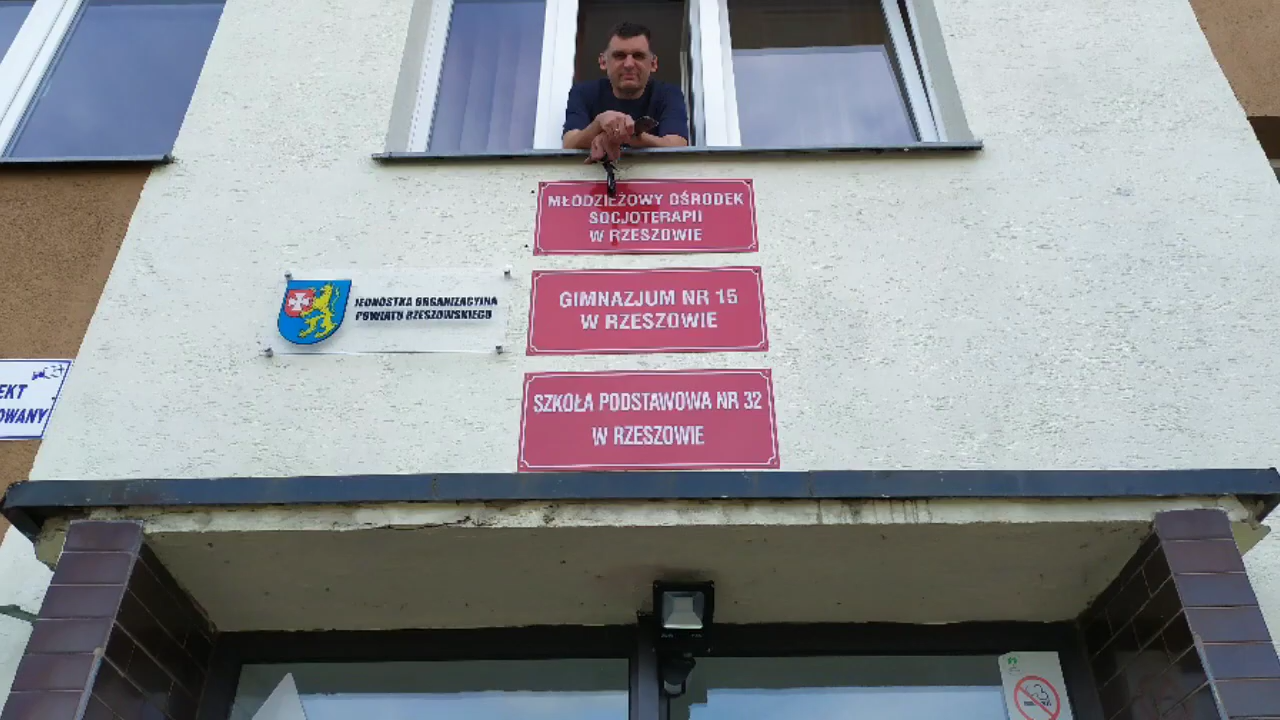 MŁODZIEŻOWY OŚRODEK
SOCJOTERAPII
W RZESZOWIE
JEDNOSTKA ORGANIZACYJNA
POWIATU RZESZOWSKIEGO
GIMNAZJUM NR 15
W RZESZOWIE
SZKOŁA PODSTAWOWA NR 32
W RZESZOWIE
EKT
OWANY